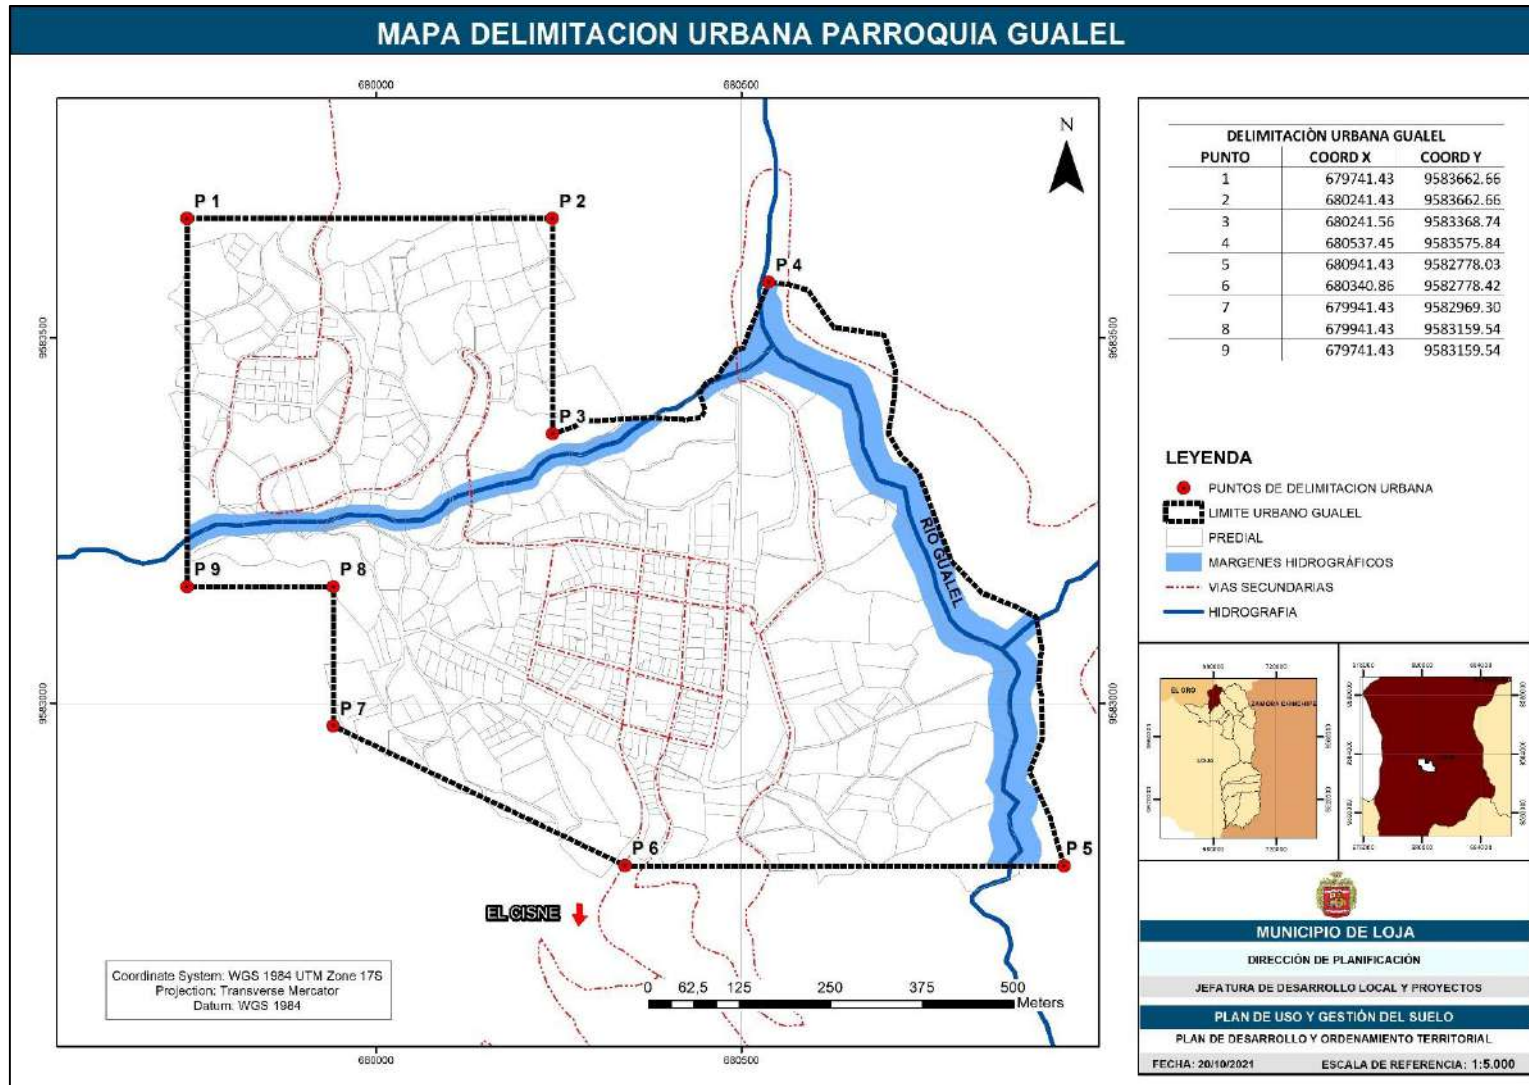 MAPA DELIMITACION URBANA PARROQUIA GUALEL
680000
680500
N
P 1
P 2
P 4
P 3
9583500
9583500
RIO GUALEL
P 9
P 8
9583000
9583000
P 7
P 6
P 5
EL CISNE
Coordinate System: WGS 1984 UTM Zone 17S
Projection: Transverse Mercator
Datum: WGS 1984
0 62,5 125 250 375 500
Meters
680000
680500
DELIMITACIÒN URBANA GUALEL
PUNTO COORD X COORD Y
1 679741.43 9583662.66
2 680241.43 9583662.66
3 680241.56 9583368.74
4 680537.45 9583575.84
5 680941.43 9582778.03
6 680340.86 9582778.42
7 679941.43 9582969.30
8 679941.43 9583159.54
9 679741.43 9583159.54
LEYENDA
PUNTOS DE DELIMITACION URBANA
LIMITE URBANO GUALEL
PREDIAL
MARGENES HIDROGRÁFICOS
VIAS SECUNDARIAS
HIDROGRAFIA
EL ORO
MUNICIPIO DE LOJA
DIRECCIÓN DE PLANIFICACIÓN
JEFATURA DE DESARROLLO LOCAL Y PROYECTOS
PLAN DE USO Y GESTIÓN DEL SUELO
PLAN DE DESARROLLO Y ORDENAMIENTO TERRITORIAL
FECHA: 20/10/2021 ESCALA DE REFERENCIA: 1:5.000